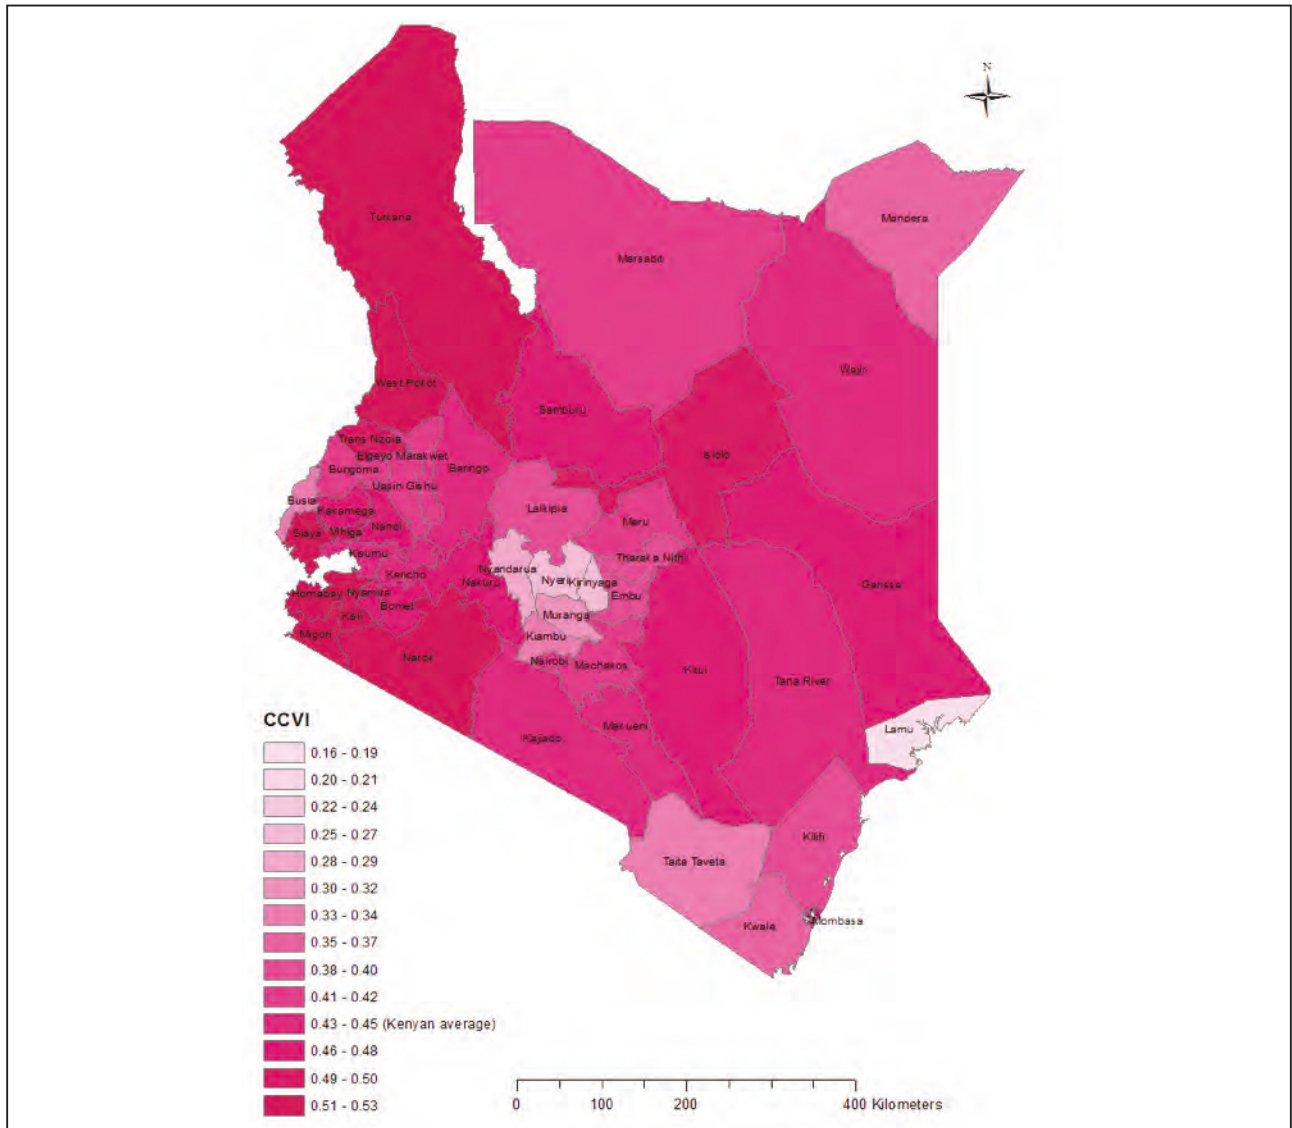 N
Turkana
Mandera
Marsabit
Wajir
West Pokot
Samburu
Isiolo
Trans Nzoia
Elgeyo Marakwet
Bungoma
Baringo
Uasin Gishu
Busia
Laikipia
Kakamega
Meru
Siaya
Vihiga
Nandi
Kisumu
Tharaka Nithi
Kericho
Nyandarua
Nyeri
Kirinyaga
Nakuru
Garissa
Homabay
Nyamira
Embu
Bomet
Muranga
Kisii
Migori
Kiambu
Narok
Nairobi
Machakos
Kitui
Tana River
Makueni
Lamu
Kajiado
Kilifi
Taita Taveta
Kwale
Mombasa
CCVI
0.16 - 0.19
0.20 - 0.21
0.22 - 0.24
0.25 - 0.27
0.28 - 0.29
0.30 - 0.32
0.33 - 0.34
0.35 - 0.37
0.38 - 0.40
0.41 - 0.42
0.43 - 0.45 (Kenyan average)
0.46 - 0.48
0.49 - 0.50
0.51 - 0.53
0 100 200 400 Kilometers